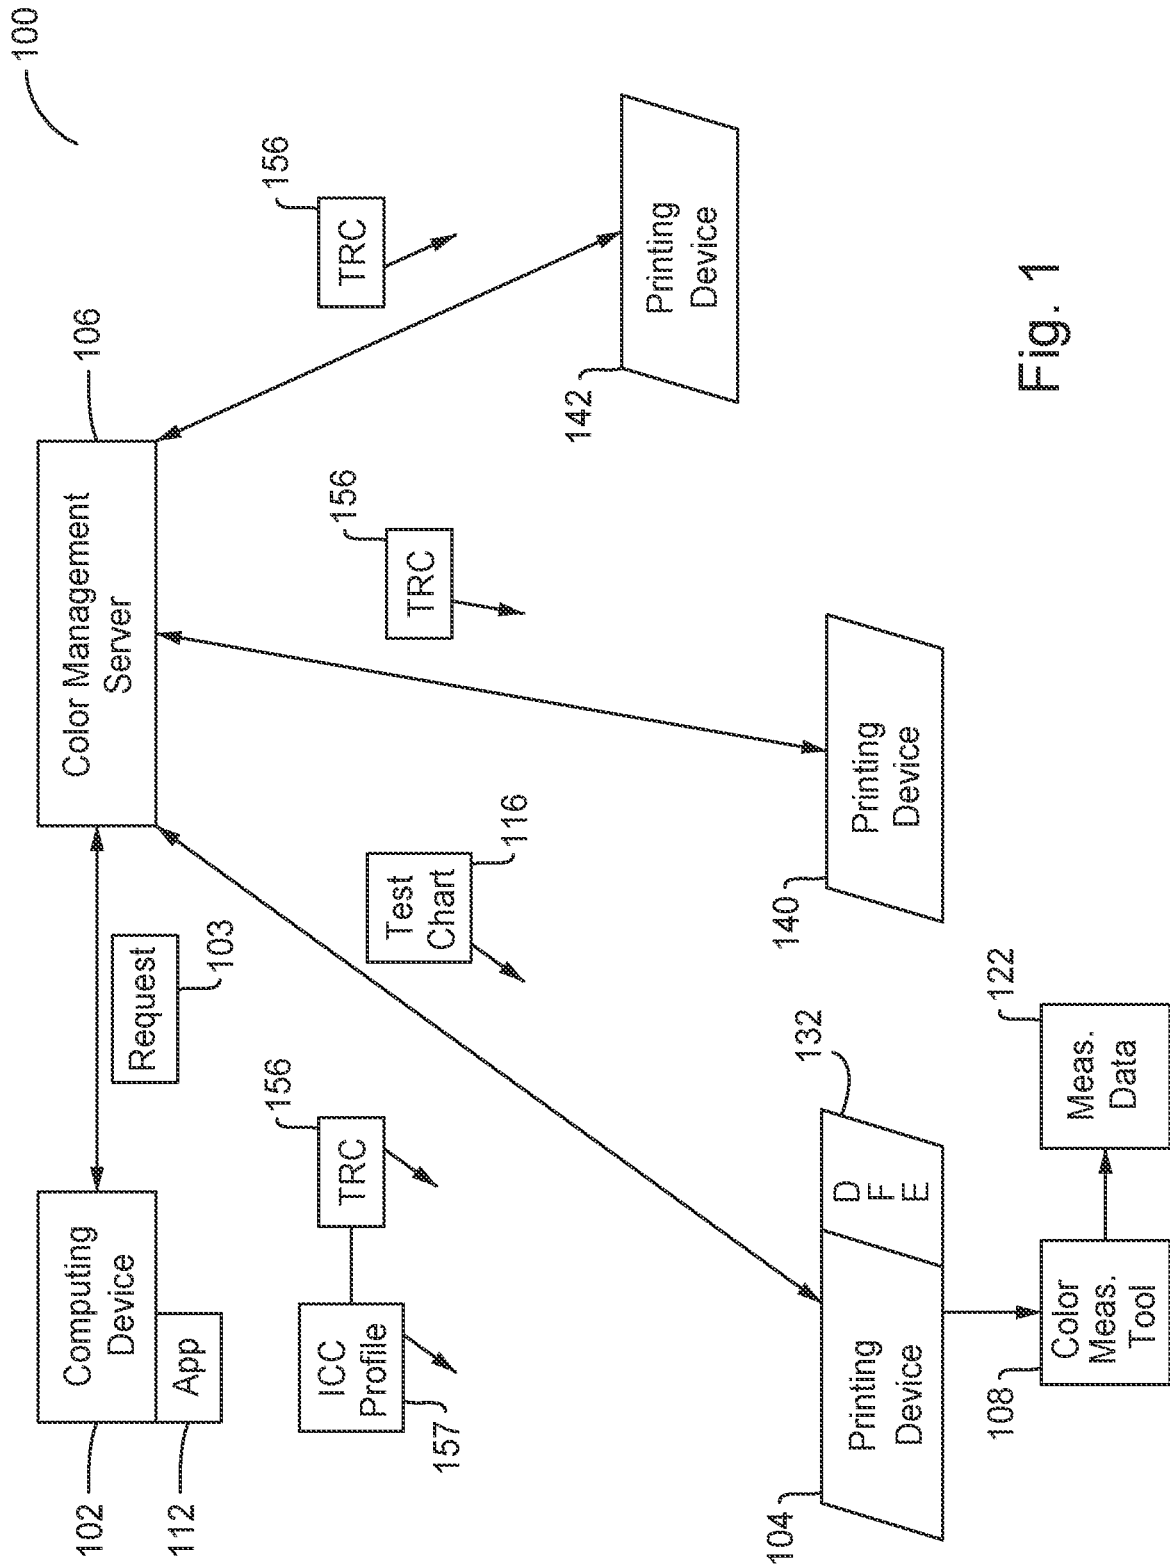 100
102
Computing
Device
112
App
Request
103
Color Management
Server
106
ICC
Profile
157
TRC
156
Test
Chart
116
TRC
156
TRC
156
104
Printing
Device
D
F
E
132
140
Printing
Device
142
Printing
Device
108
Color
Meas.
Tool
Meas.
Data
122
Fig. 1